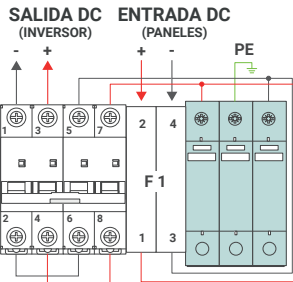 SALIDA DC ENTRADA DC
(INVERSOR) (PANELES)
- + + - PE
1 3 5 7 2 4
F 1
2 4 6 8 1 3